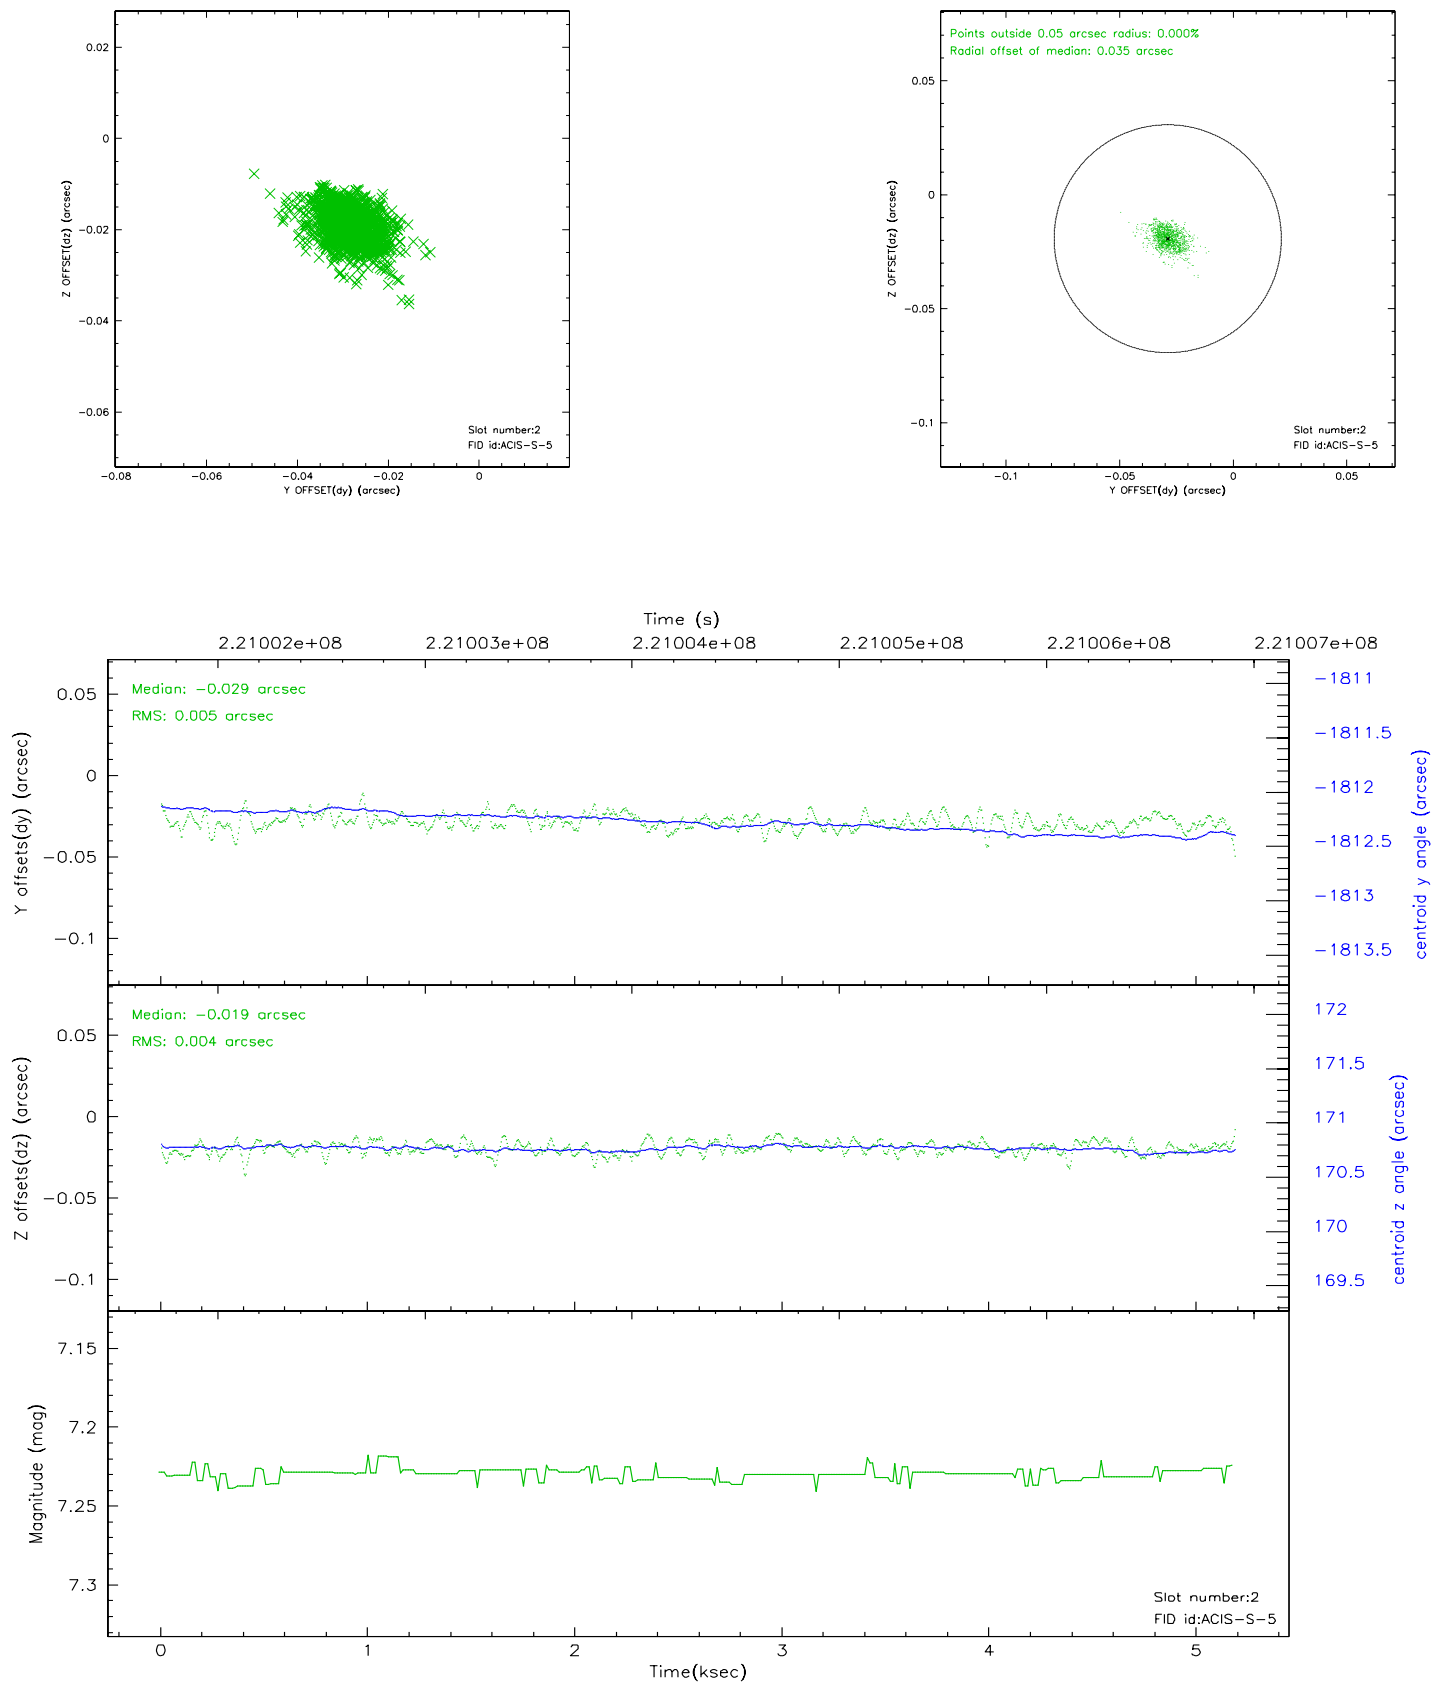 Points outside 0.05 arcsec radius: 0.000%
Radial offset of median: 0.035 arcsec
0.02
0
-0.02
-0.04
-0.06
Z OFFSET(dz) (arcsec)
Slot number:2
FID id:ACIS-S-5
-0.08
-0.06
-0.04
-0.02
0
Y OFFSET(dy) (arcsec)
0.05
0
-0.05
-0.1
Z OFFSET(dz) (arcsec)
Slot number:2
FID id:ACIS-S-5
-0.1
-0.05
0
0.05
Y OFFSET(dy) (arcsec)
Time (s)
2.21002e+08
2.21003e+08
2.21004e+08
2.21005e+08
2.21006e+08
2.21007e+08
Median: -0.029 arcsec
RMS: 0.005 arcsec
0.05
0
-0.05
-0.1
Y offsets(dy) (arcsec)
-1811
-1811.5
-1812
-1812.5
-1813
-1813.5
centroid y angle (arcsec)
Median: -0.019 arcsec
RMS: 0.004 arcsec
0.05
0
-0.05
-0.1
Z offsets(dz) (arcsec)
172
171.5
171
170.5
170
169.5
centroid z angle (arcsec)
7.15
7.2
7.25
7.3
Magnitude (mag)
Slot number:2
FID id:ACIS-S-5
0
1
2
3
4
5
Time(ksec)